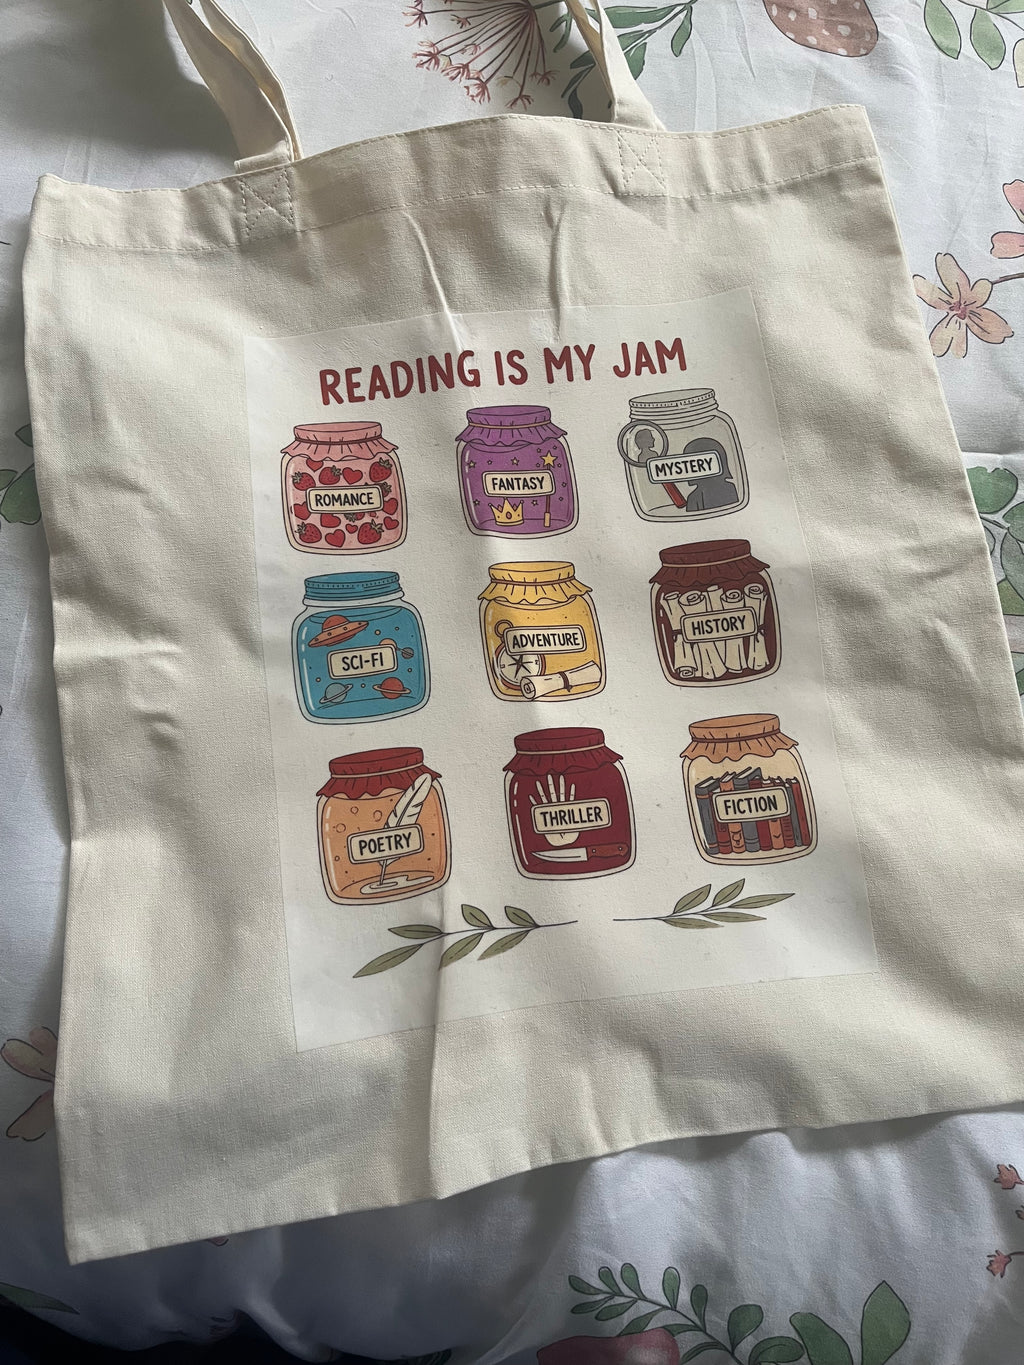 READING IS MY JAM
ROMANCE
FANTASY
MYSTERY
SCI-FI
ADVENTURE
HISTORY
POETRY
THRILLER
FICTION